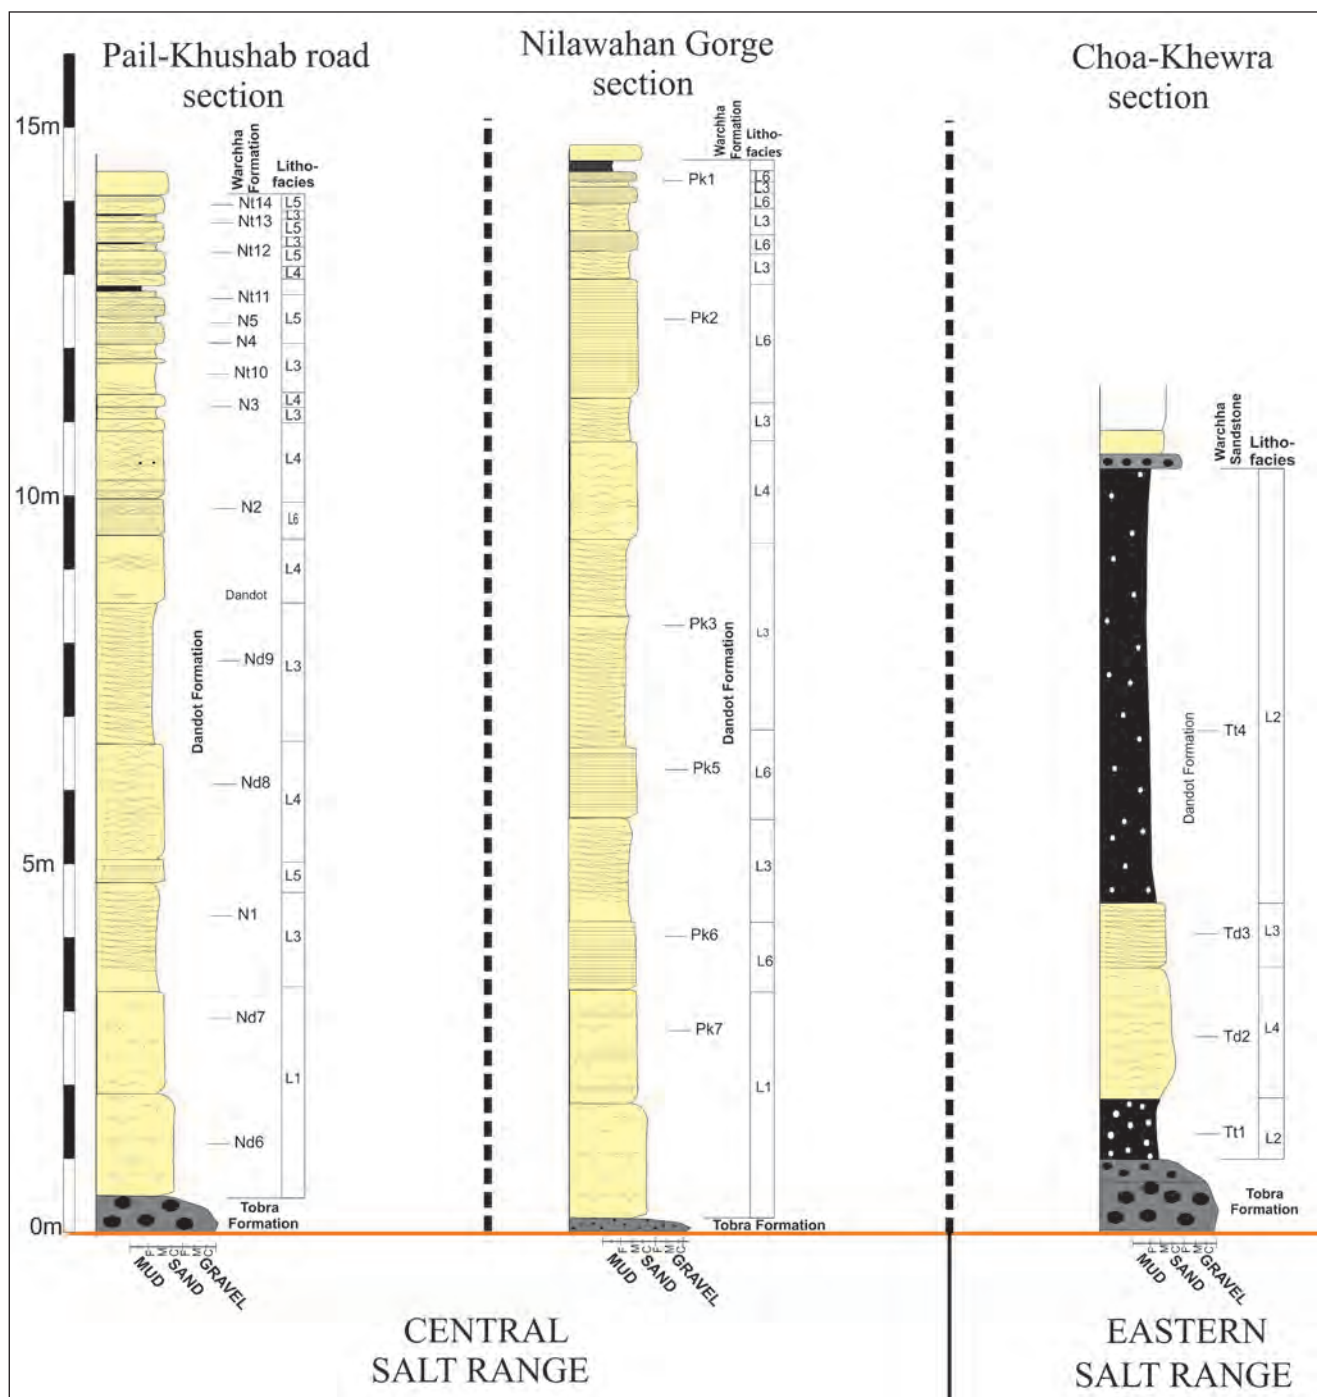 Pail-Khushab road
section
Nilawahan Gorge
section
Choa-Khewra
section
15m
10m
5m
0m
Warchha
Formation
Litho-
facies
Nt14
Nt13
Nt12
Nt11
N5
N4
Nt10
N3
N2
Dandot
Nd9
Nd8
N1
Nd7
Nd6
Dandot Formation
L5
L3
L5
L3
L5
L4
L5
L3
L4
L3
L4
L6
L4
L3
L4
L5
L3
L1
Tobra
Formation
F
M
C
F
M
C
MUD
SAND
GRAVEL
Warchha
Formation
Litho-
facies
Pk1
Pk2
Pk3
Pk5
Pk6
Pk7
Dandot Formation
L6
L3
L6
L3
L6
L3
L6
L3
L4
L3
L6
L3
L6
L1
Tobra Formation
F
M
C
F
M
C
MUD
SAND
GRAVEL
Warchha
Sandstone
Litho-
facies
Tt4
Td3
Td2
Tt1
Dandot Formation
L2
L3
L4
L2
Tobra
Formation
F
M
C
F
M
C
MUD
SAND
GRAVEL
CENTRAL
SALT RANGE
EASTERN
SALT RANGE